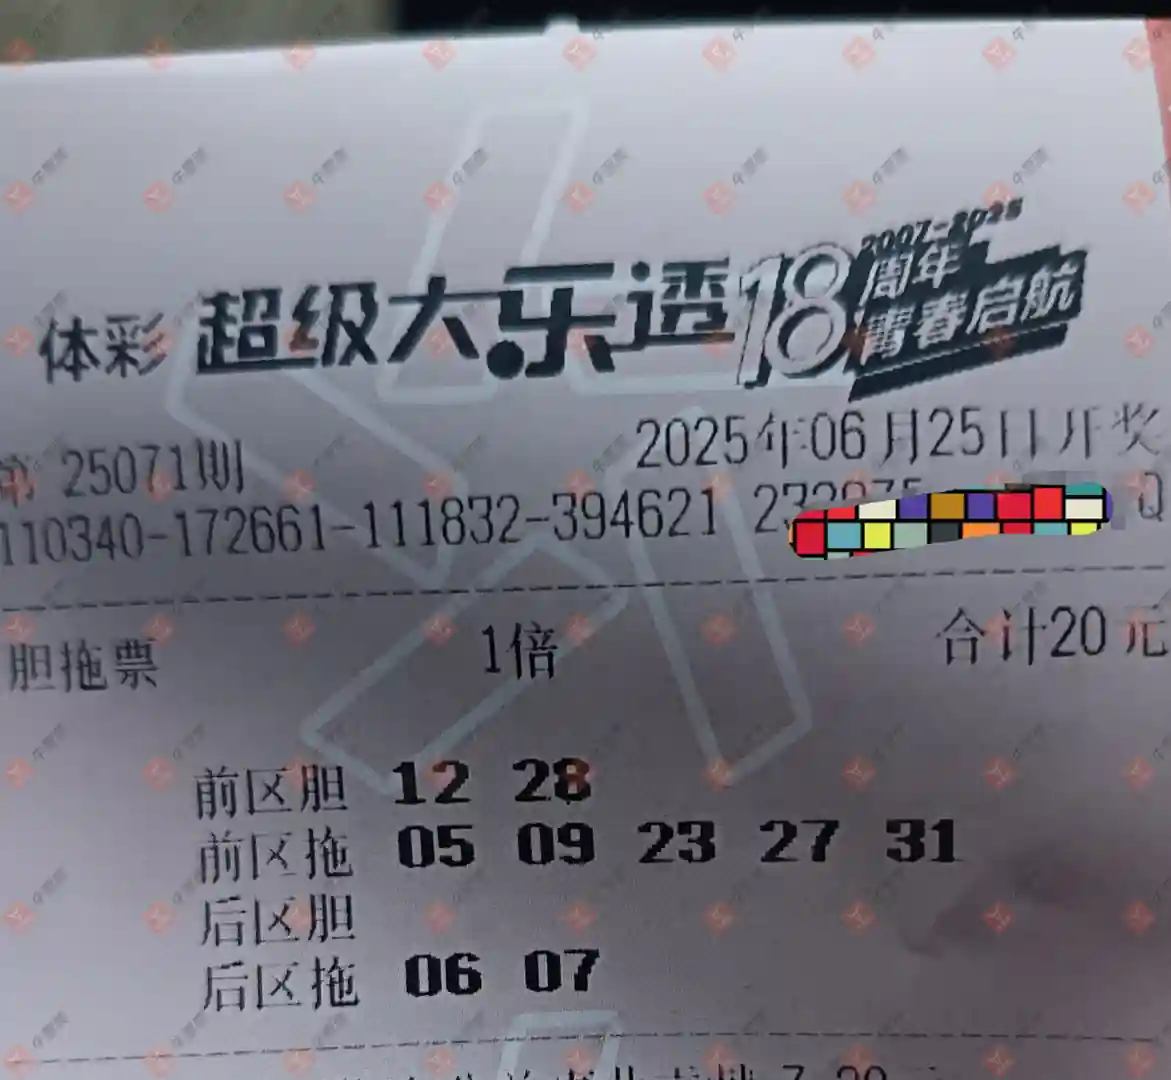 2007-2025
体彩 超级大乐透 18 周年
青春启航
第 25071期 2025年06月25日开奖
110340-172661-111832-394621 Q
胆拖票 1倍 合计20元
前区胆 12 28
前区拖 05 09 23 27 31
后区胆
后区拖 06 07